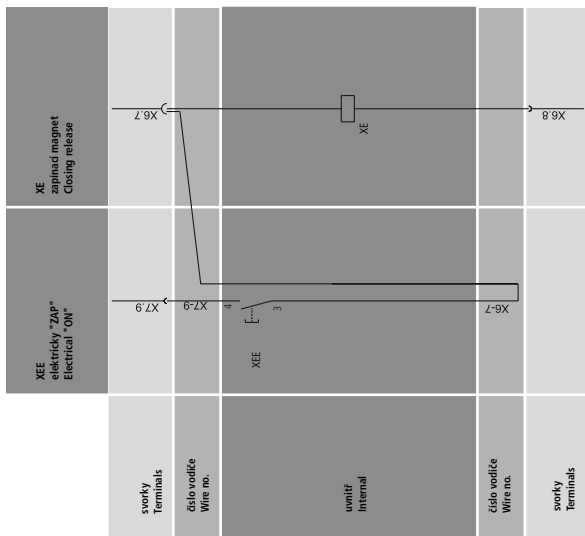 XE
zapínací magnet
Closing release
X6.7
XE
X6.8
XEE
elektricky "ZAP"
Electrical "ON"
X7.9
X7-9
4
3
XEE
X6-7
svorky
Terminals
číslo vodiče
Wire no.
uvnitř
Internal
číslo vodiče
Wire no.
svorky
Terminals